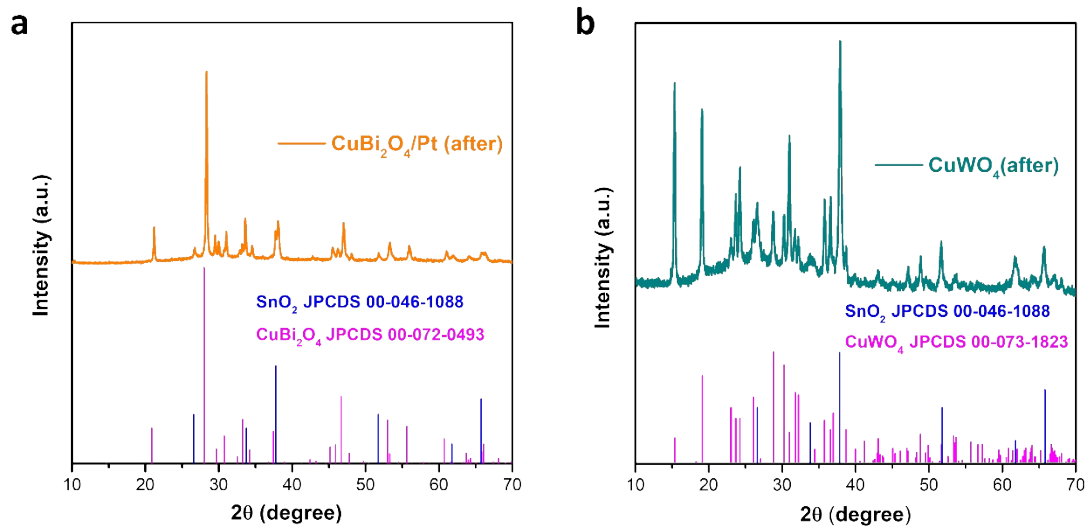 a
CuBi₂O₄/Pt (after)
SnO₂ JPCDS 00-046-1088
CuBi₂O₄ JPCDS 00-072-0493
Intensity (a.u.)
10 20 30 40 50 60 70
2θ (degree)
b
CuWO₄(after)
SnO₂ JPCDS 00-046-1088
CuWO₄ JPCDS 00-073-1823
Intensity (a.u.)
10 20 30 40 50 60 70
2θ (degree)